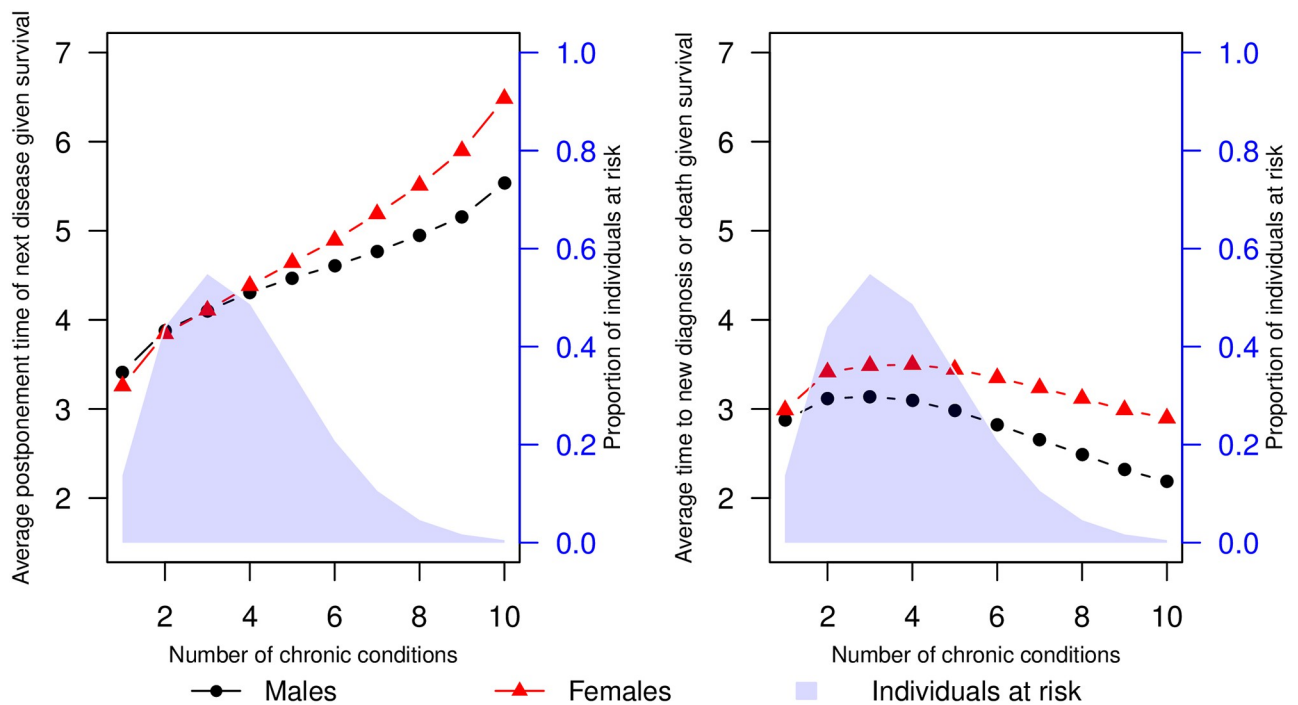 Average postponement time of next disease given survival
7
6
5
4
3
2
2 4 6 8 10
Number of chronic conditions
1.0
0.8
0.6
0.4
0.2
0.0
Proportion of individuals at risk
Average time to new diagnosis or death given survival
7
6
5
4
3
2
2 4 6 8 10
Number of chronic conditions
1.0
0.8
0.6
0.4
0.2
0.0
Proportion of individuals at risk
Males Females Individuals at risk